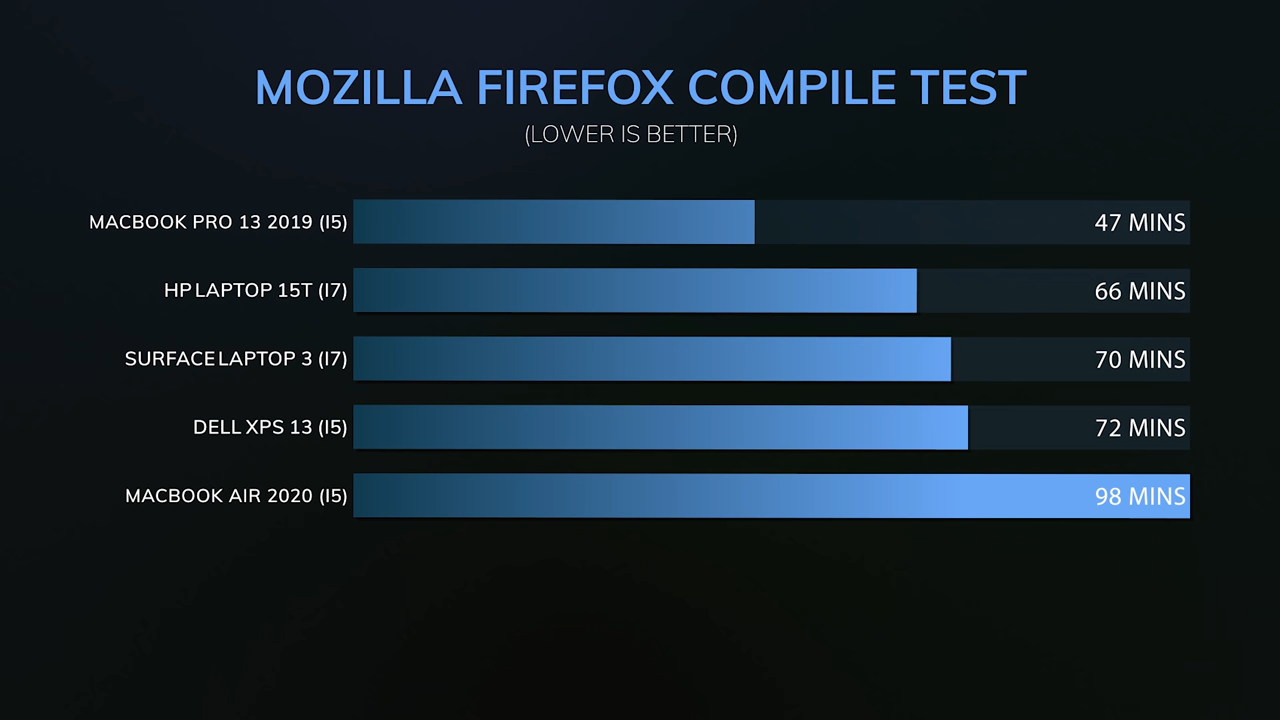 MOZILLA FIREFOX COMPILE TEST
(LOWER IS BETTER)
MACBOOK PRO 13 2019 (I5) 47 MINS
HP LAPTOP 15T (I7) 66 MINS
SURFACE LAPTOP 3 (I7) 70 MINS
DELL XPS 13 (I5) 72 MINS
MACBOOK AIR 2020 (I5) 98 MINS